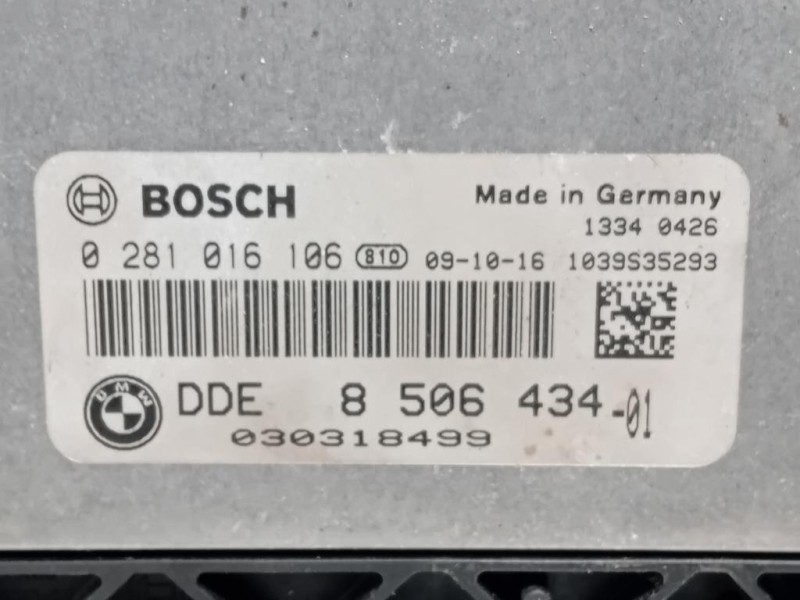 BOSCH Made in Germany
1334 0426
0 281 016 106 810 09-10-16 1039S35293
BMW DDE 8 506 434-01
030318499